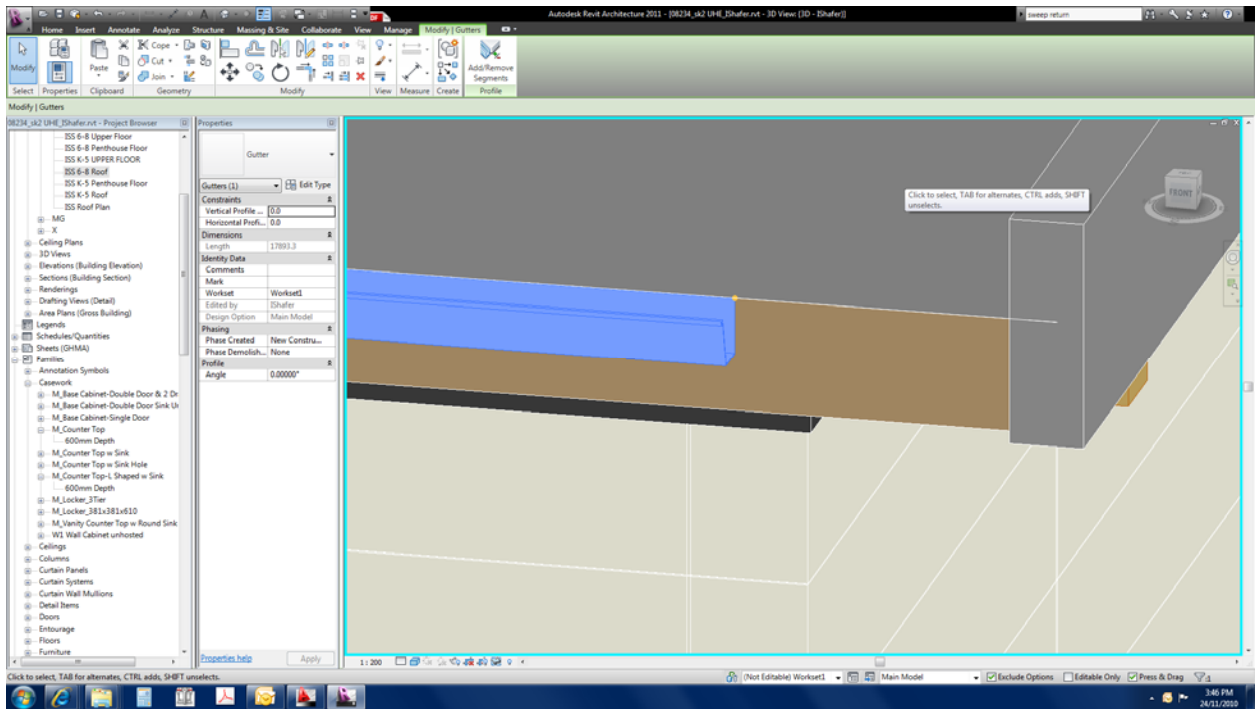 Autodesk Revit Architecture 2011 - [08234_sk2 UHE_IShafer.rvt - 3D View: {3D - IShafer}]
sweep return
Home Insert Annotate Analyze Structure Massing & Site Collaborate View Manage Modify | Gutters
Modify
Paste
Cope
Cut
Join
Add/Remove
Segments
Select Properties Clipboard Geometry Modify View Measure Create Profile
Modify | Gutters
08234_sk2 UHE_IShafer.rvt - Project Browser
ISS 6-8 Upper Floor
ISS 6-8 Penthouse Floor
ISS K-5 UPPER FLOOR
ISS 6-8 Roof
ISS K-5 Penthouse Floor
ISS K-5 Roof
ISS Roof Plan
MG
X
Ceiling Plans
3D Views
Elevations (Building Elevation)
Sections (Building Section)
Renderings
Drafting Views (Detail)
Area Plans (Gross Building)
Legends
Schedules/Quantities
Sheets (GHMA)
Families
Annotation Symbols
Casework
M_Base Cabinet-Double Door & 2 Dr
M_Base Cabinet-Double Door Sink Un
M_Base Cabinet-Single Door
M_Counter Top
600mm Depth
M_Counter Top w Sink
M_Counter Top w Sink Hole
M_Counter Top-L Shaped w Sink
600mm Depth
M_Locker_3Tier
M_Locker_381x381x610
M_Vanity Counter Top w Round Sink
W1 Wall Cabinet unhosted
Ceilings
Columns
Curtain Panels
Curtain Systems
Curtain Wall Mullions
Detail Items
Doors
Entourage
Floors
Furniture
Properties
Gutter
Gutters (1) Edit Type
Constraints
Vertical Profile ... 0.0
Horizontal Profi... 0.0
Dimensions
Length 17893.3
Identity Data
Comments
Mark
Workset Workset1
Edited by IShafer
Design Option Main Model
Phasing
Phase Created New Constru...
Phase Demolish... None
Profile
Angle 0.00000°
Properties help Apply
Click to select, TAB for alternates, CTRL adds, SHIFT
unselects.
FRONT
1 : 200
Click to select, TAB for alternates, CTRL adds, SHIFT unselects.
(Not Editable) Workset1 Main Model Exclude Options Editable Only Press & Drag
3:46 PM
24/11/2010